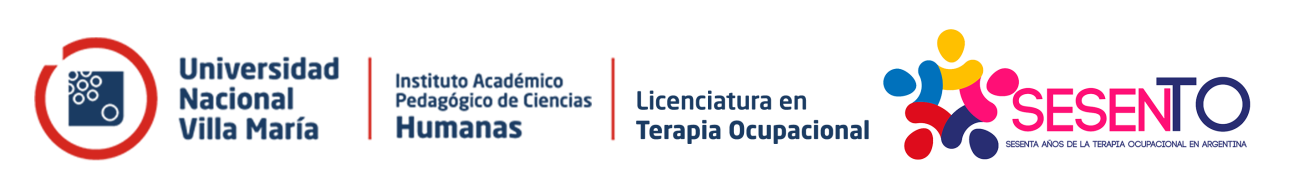 Universidad
Nacional
Villa María
Instituto Académico
Pedagógico de Ciencias
Humanas
Licenciatura en
Terapia Ocupacional
SESENTO
SESENTA AÑOS DE LA TERAPIA OCUPACIONAL EN ARGENTINA